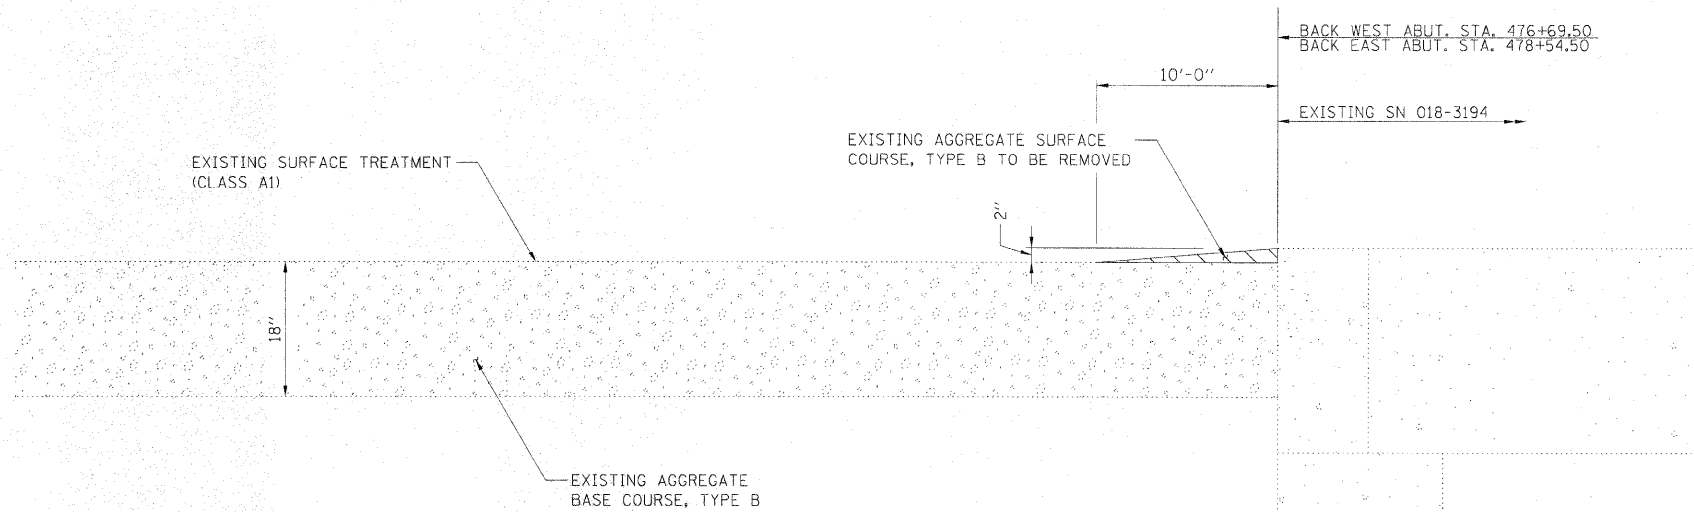 BACK WEST ABUT. STA. 476+69.50
BACK EAST ABUT. STA. 478+54.50
10'-0"
EXISTING SN 018-3194
EXISTING AGGREGATE SURFACE
COURSE, TYPE B TO BE REMOVED
EXISTING SURFACE TREATMENT
(CLASS A1)
2"
18"
EXISTING AGGREGATE
BASE COURSE, TYPE B